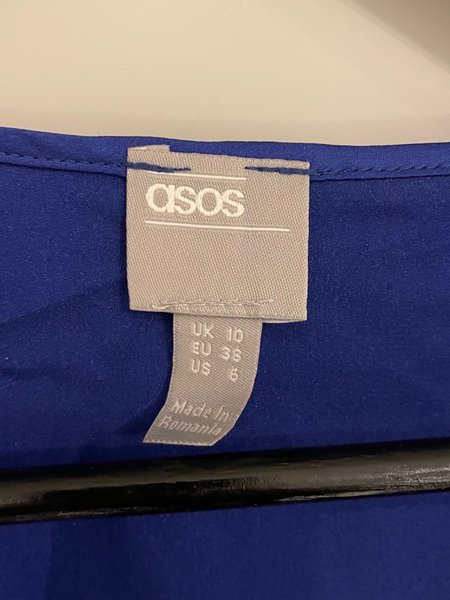 asos
UK 10
EU 38
US 6
Made In
Romania